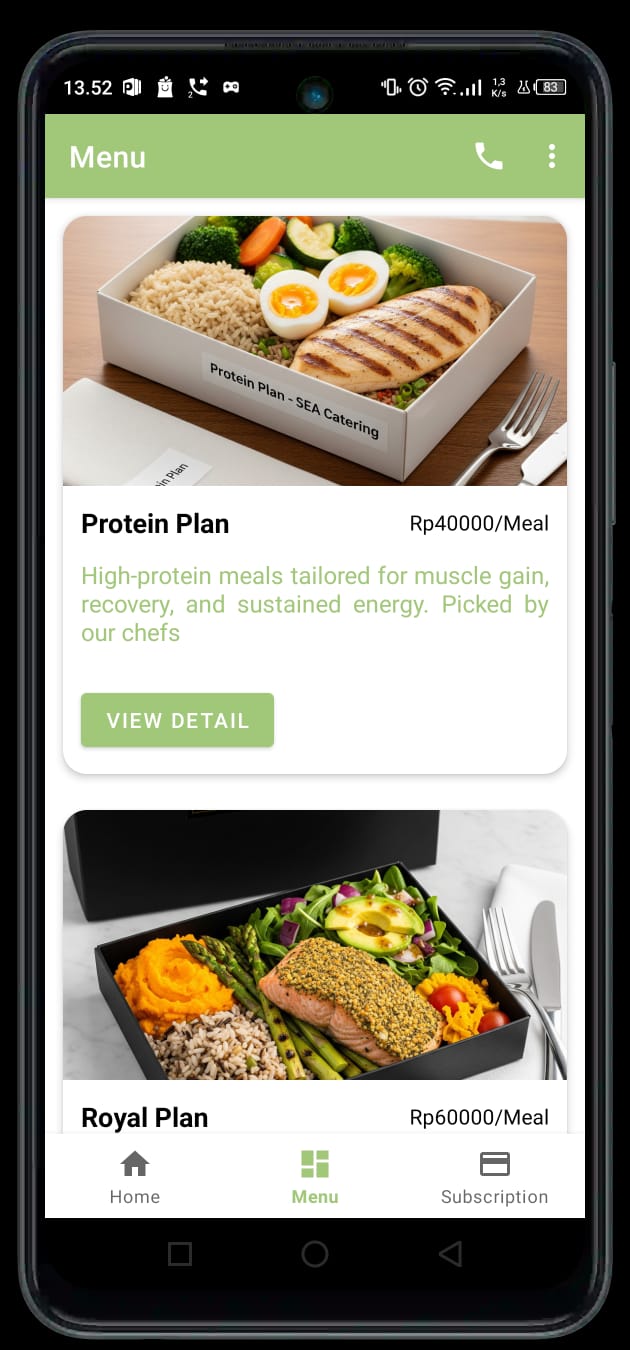 13.52
2
1,3
K/s
83
Menu
Protein Plan - SEA Catering
in Plan
Protein Plan
Rp40000/Meal
High-protein meals tailored for muscle gain,
recovery, and sustained energy. Picked by
our chefs
VIEW DETAIL
Royal Plan
Rp60000/Meal
Home
Menu
Subscription